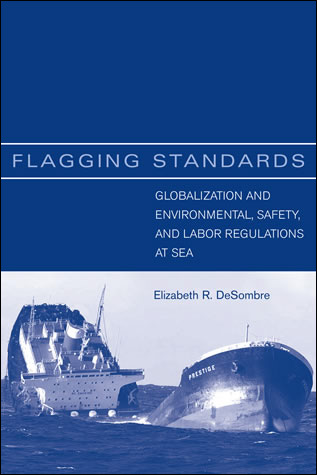 FLAGGING STANDARDS
GLOBALIZATION AND
ENVIRONMENTAL, SAFETY,
AND LABOR REGULATIONS
AT SEA
Elizabeth R. DeSombre
PRESTIGE